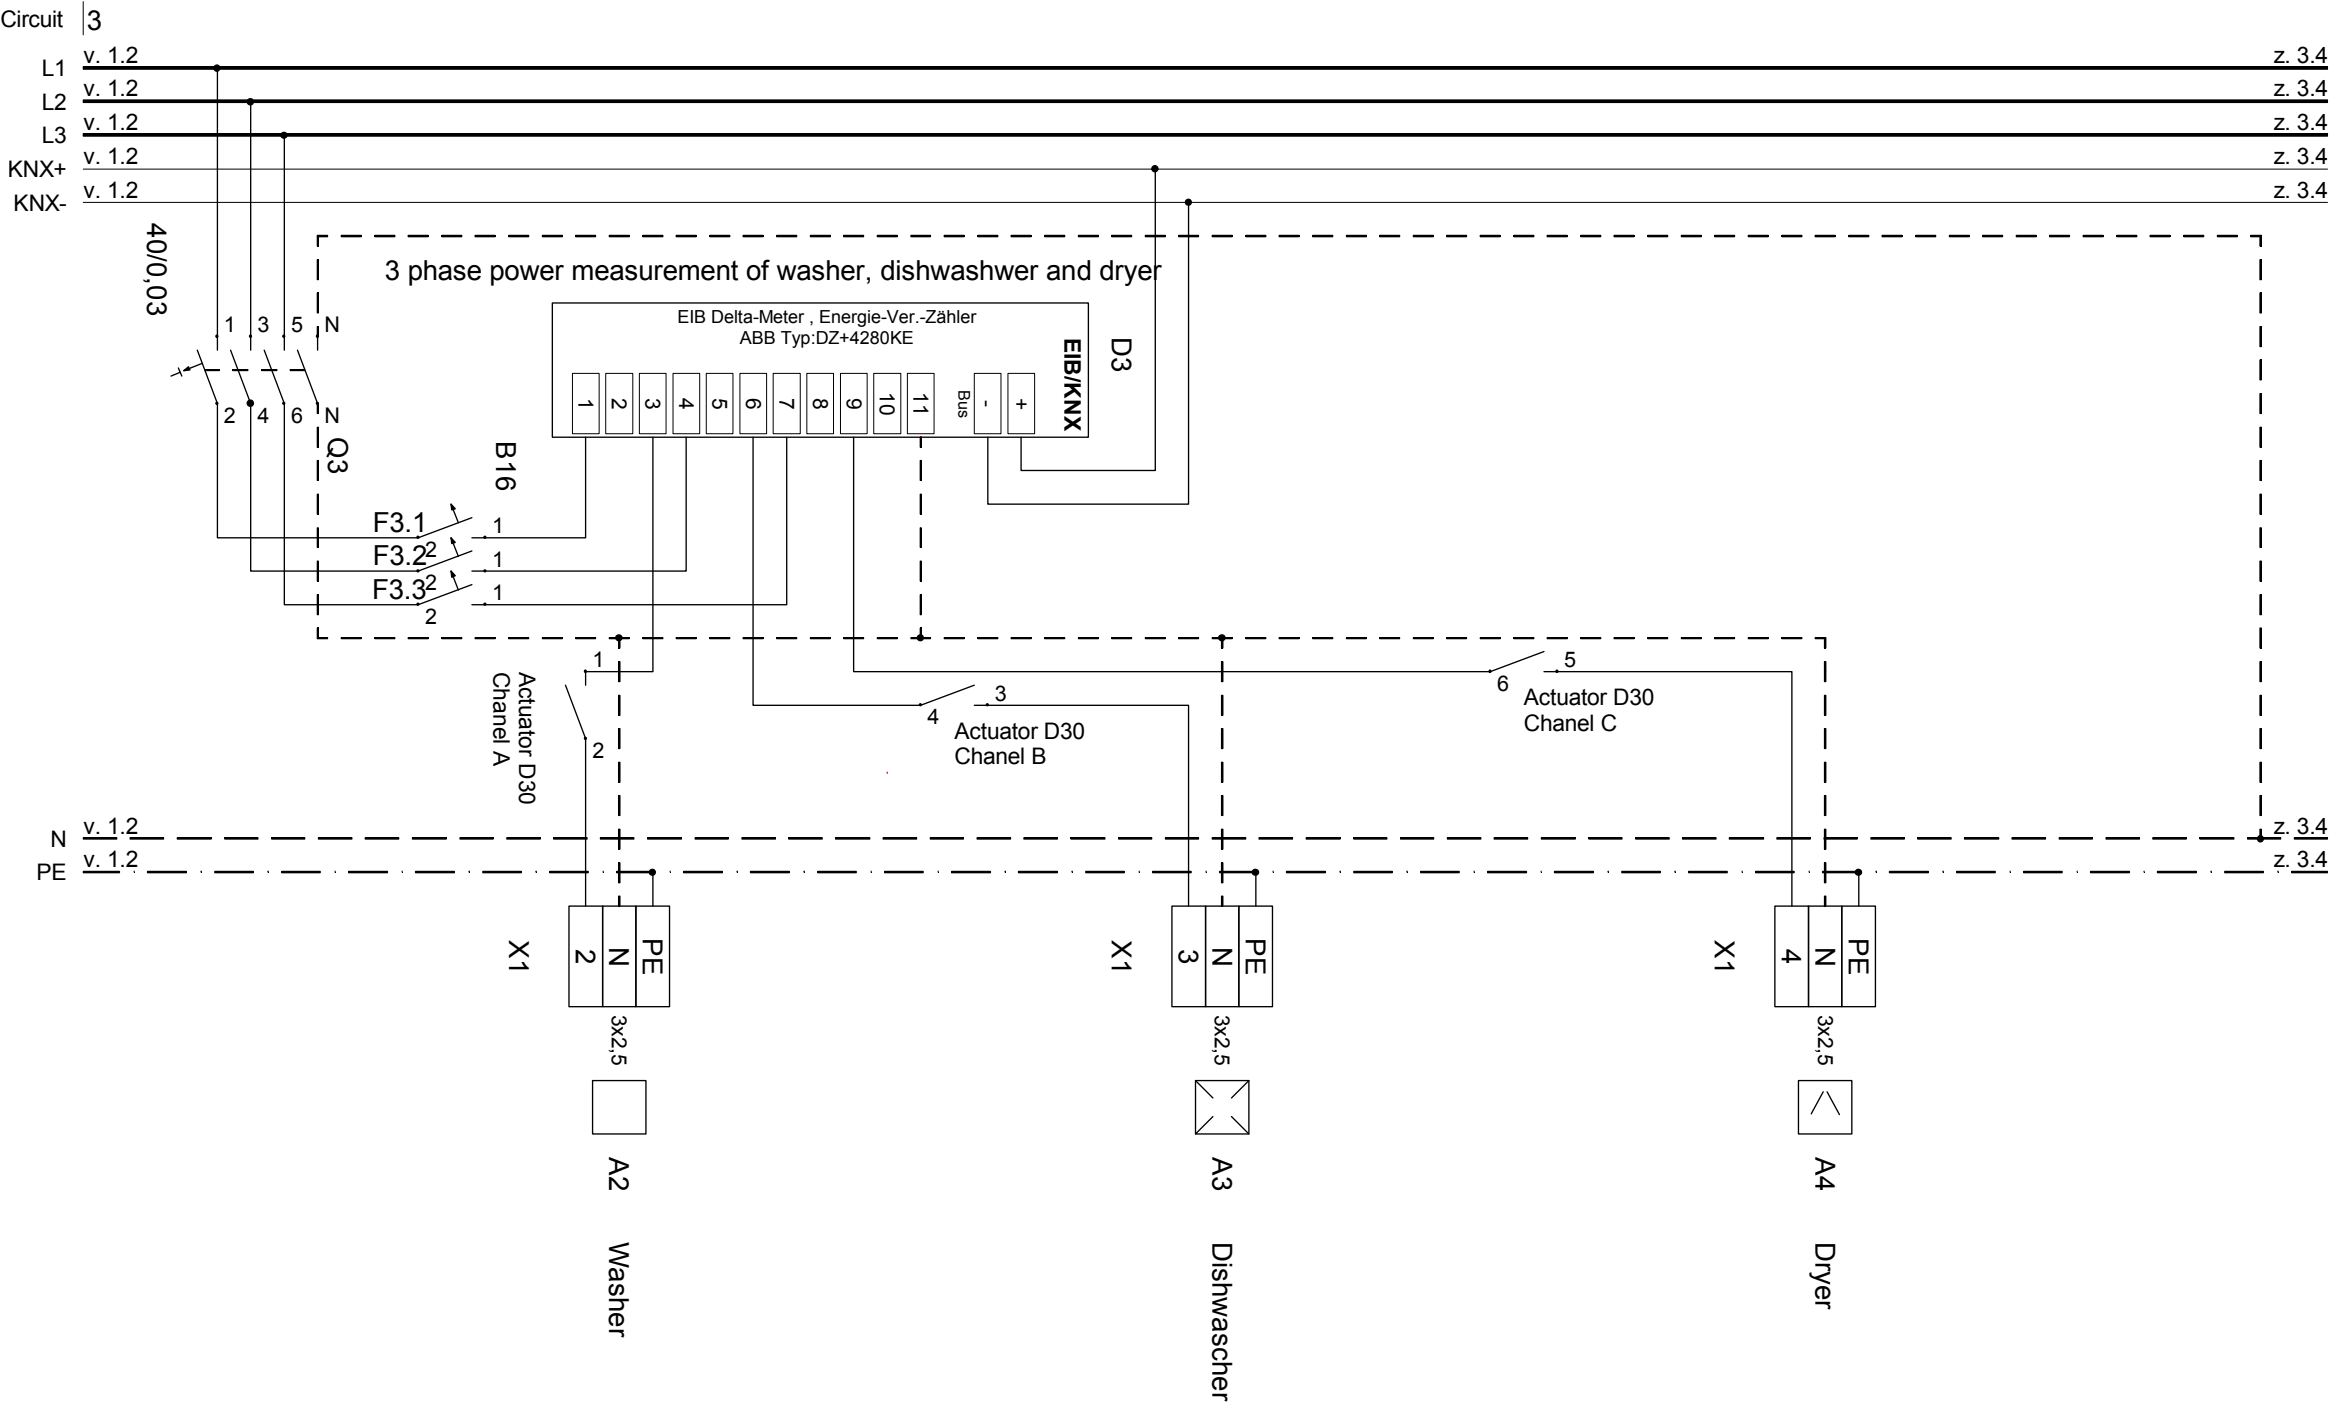 Circuit 3
L1 v. 1.2 z. 3.4
L2 v. 1.2 z. 3.4
L3 v. 1.2 z. 3.4
KNX+ v. 1.2 z. 3.4
KNX- v. 1.2 z. 3.4
40/0,03
3 phase power measurement of washer, dishwashwer and dryer
EIB Delta-Meter , Energie-Ver.-Zähler
ABB Typ:DZ+4280KE
EIB/KNX
D3
1 3 5 N
1 2 3 4 5 6 7 8 9 10 11 Bus - +
2 4 6 N
Q3
B16
F3.1 2 1
F3.2 2 1
F3.3 2 1
1
Actuator D30
Chanel A
2
3
4
Actuator D30
Chanel B
5
6
Actuator D30
Chanel C
N v. 1.2 z. 3.4
PE v. 1.2 z. 3.4
X1 2 N PE
X1 3 N PE
X1 4 N PE
3x2,5
3x2,5
3x2,5
A2 Washer
A3 Dishwascher
A4 Dryer